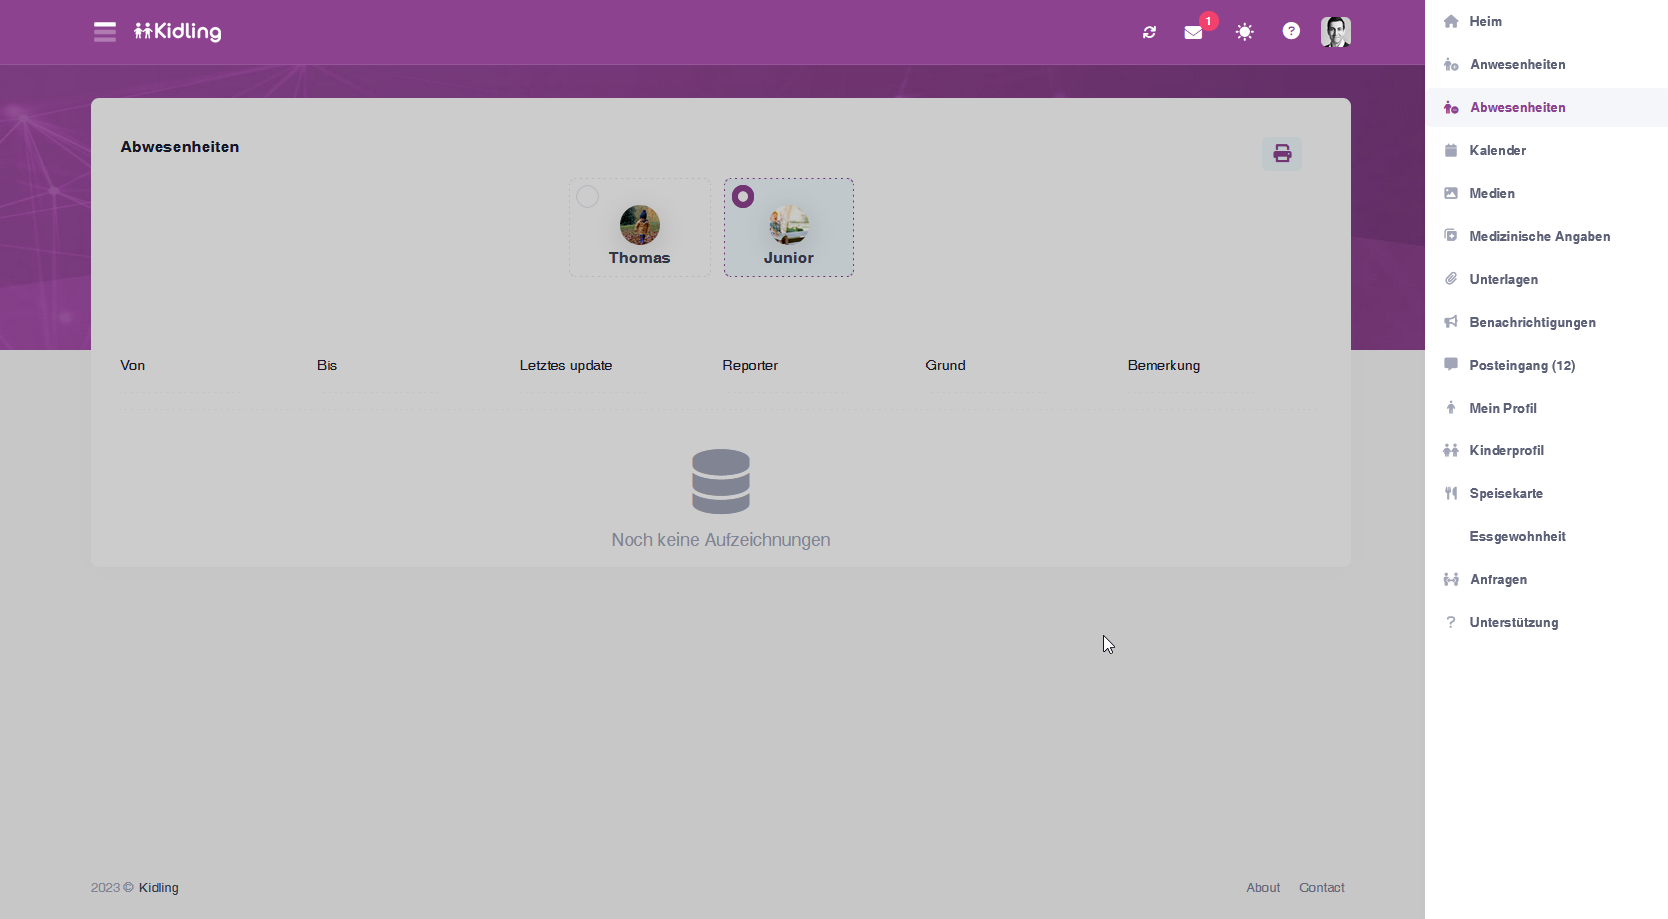 Kidling
1
Abwesenheiten
Thomas
Junior
Von
Bis
Letztes update
Reporter
Grund
Bemerkung
Noch keine Aufzeichnungen
2023 © Kidling
About
Contact
Heim
Anwesenheiten
Abwesenheiten
Kalender
Medien
Medizinische Angaben
Unterlagen
Benachrichtigungen
Posteingang (12)
Mein Profil
Kinderprofil
Speisekarte
Essgewohnheit
Anfragen
Unterstützung